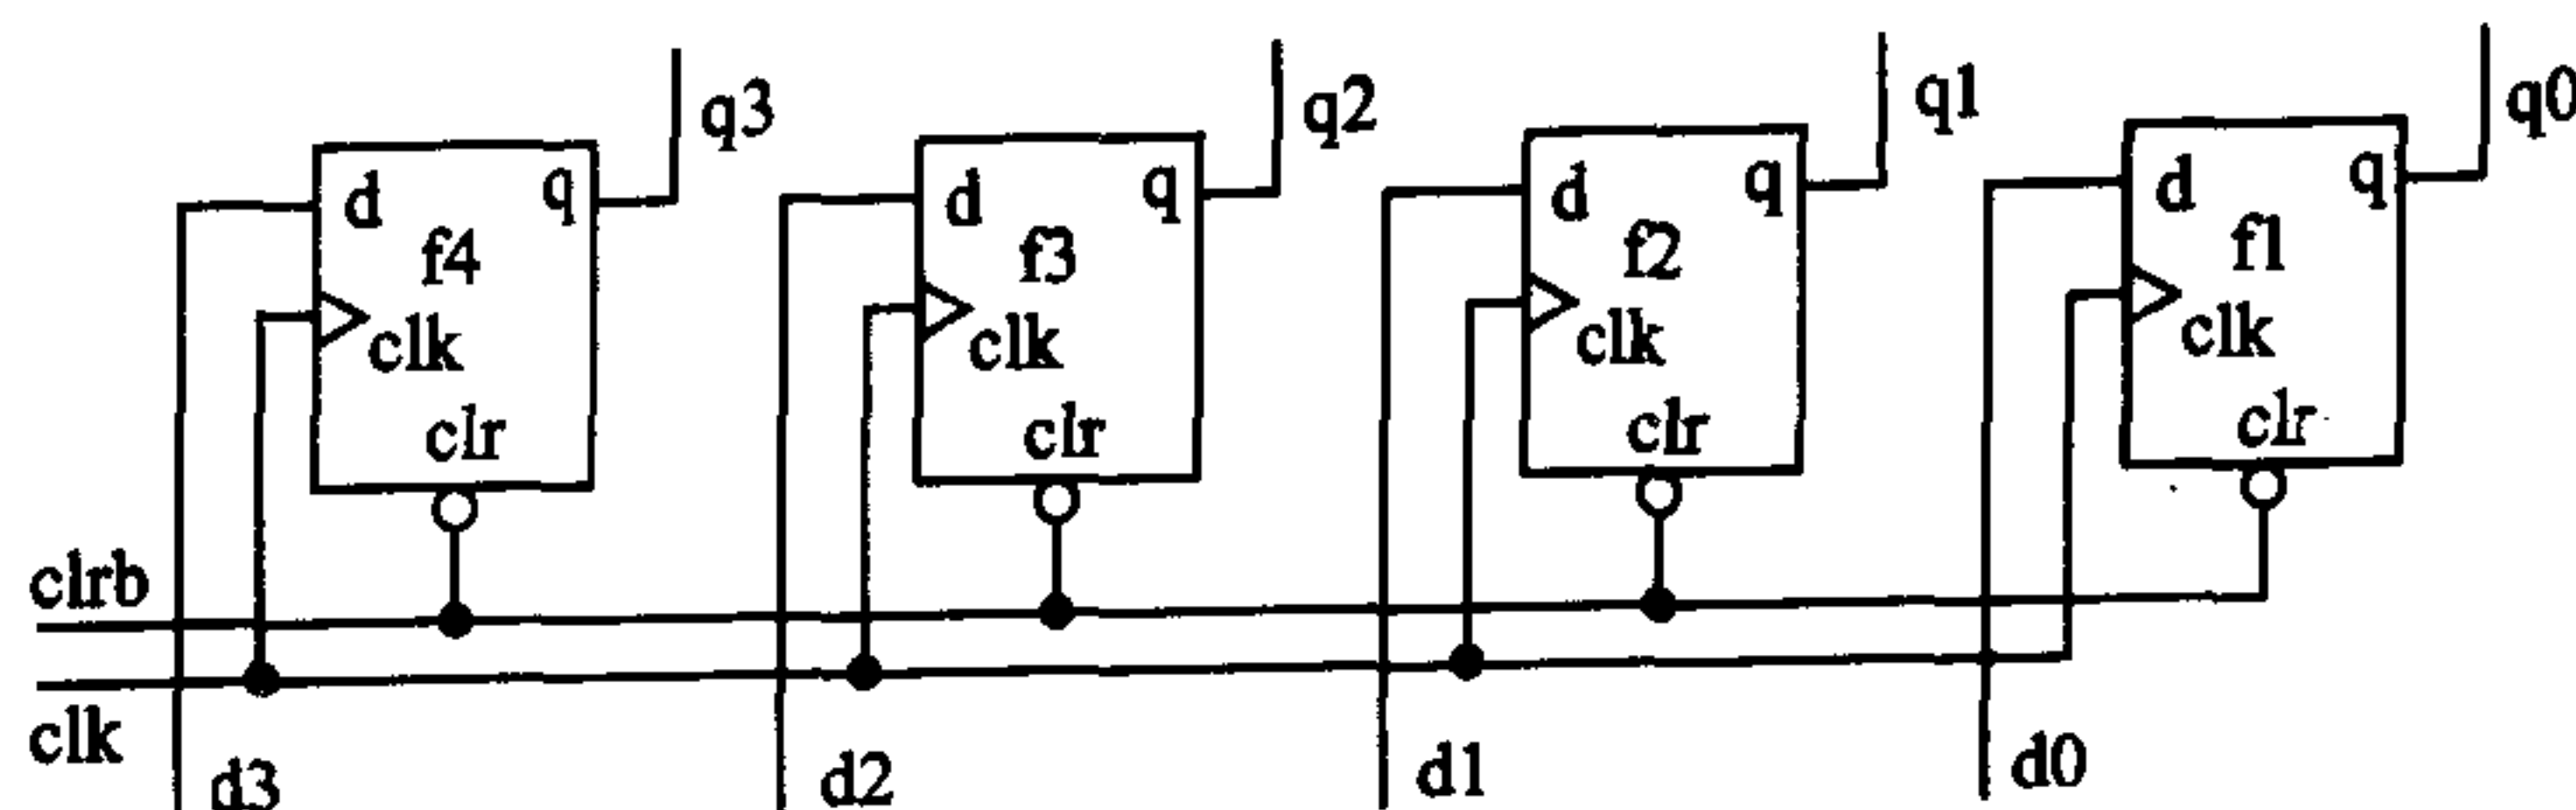 q3 q2 q1 q0
d q d q d q d q
f4 f3 f2 f1
clk clk clk clk
clr clr clr clr
clrb
clk
d3 d2 d1 d0